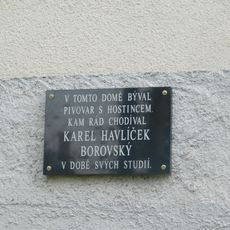 V TOMTO DOMĚ BÝVAL
PIVOVAR S HOSTINCEM,
KAM RÁD CHODÍVAL
KAREL HAVLÍČEK
BOROVSKÝ
V DOBĚ SVÝCH STUDIÍ.